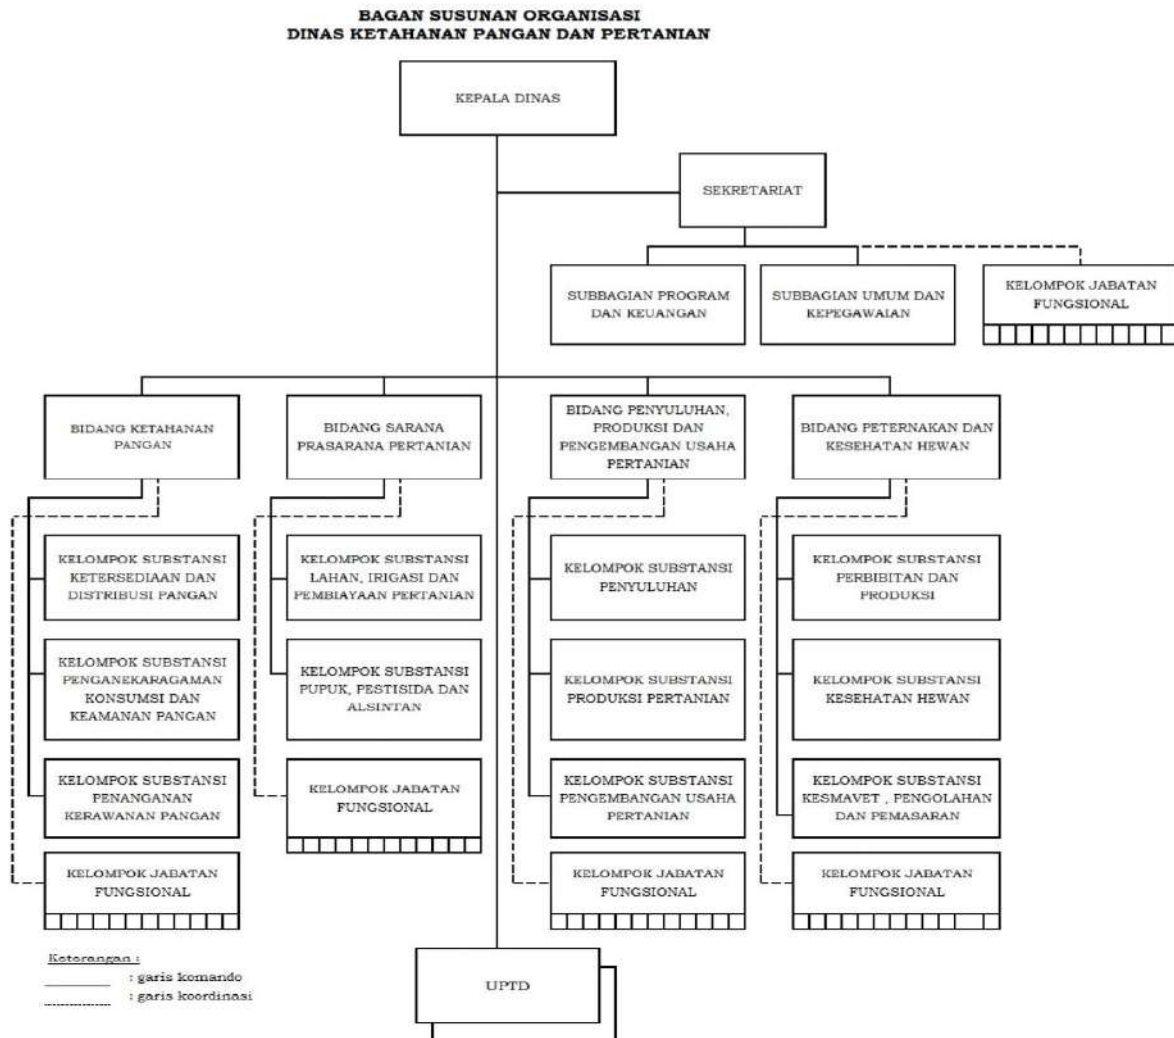 BAGAN SUSUNAN ORGANISASI
DINAS KETAHANAN PANGAN DAN PERTANIAN
KEPALA DINAS
SEKRETARIAT
SUBBAGIAN PROGRAM
DAN KEUANGAN
SUBBAGIAN UMUM DAN
KEPEGAWAIAN
KELOMPOK JABATAN
FUNGSIONAL
BIDANG KETAHANAN
PANGAN
BIDANG SARANA
PRASARANA PERTANIAN
BIDANG PENYULUHAN,
PRODUKSI DAN
PENGEMBANGAN USAHA
PERTANIAN
BIDANG PETERNAKAN DAN
KESEHATAN HEWAN
KELOMPOK SUBSTANSI
KETERSEDIAAN DAN
DISTRIBUSI PANGAN
KELOMPOK SUBSTANSI
LAHAN, IRIGASI DAN
PEMBIAYAAN PERTANIAN
KELOMPOK SUBSTANSI
PENYULUHAN
KELOMPOK SUBSTANSI
PERBIBITAN DAN
PRODUKSI
KELOMPOK SUBSTANSI
PENGANEKARAGAMAN
KONSUMSI DAN
KEAMANAN PANGAN
KELOMPOK SUBSTANSI
PUPUK, PESTISIDA DAN
ALSINTAN
KELOMPOK SUBSTANSI
PRODUKSI PERTANIAN
KELOMPOK SUBSTANSI
KESEHATAN HEWAN
KELOMPOK SUBSTANSI
PENANGANAN
KERAWANAN PANGAN
KELOMPOK JABATAN
FUNGSIONAL
KELOMPOK SUBSTANSI
PENGEMBANGAN USAHA
PERTANIAN
KELOMPOK SUBSTANSI
KESMAVET , PENGOLAHAN
DAN PEMASARAN
KELOMPOK JABATAN
FUNGSIONAL
KELOMPOK JABATAN
FUNGSIONAL
KELOMPOK JABATAN
FUNGSIONAL
Keterangan :
: garis komando
: garis koordinasi
UPTD